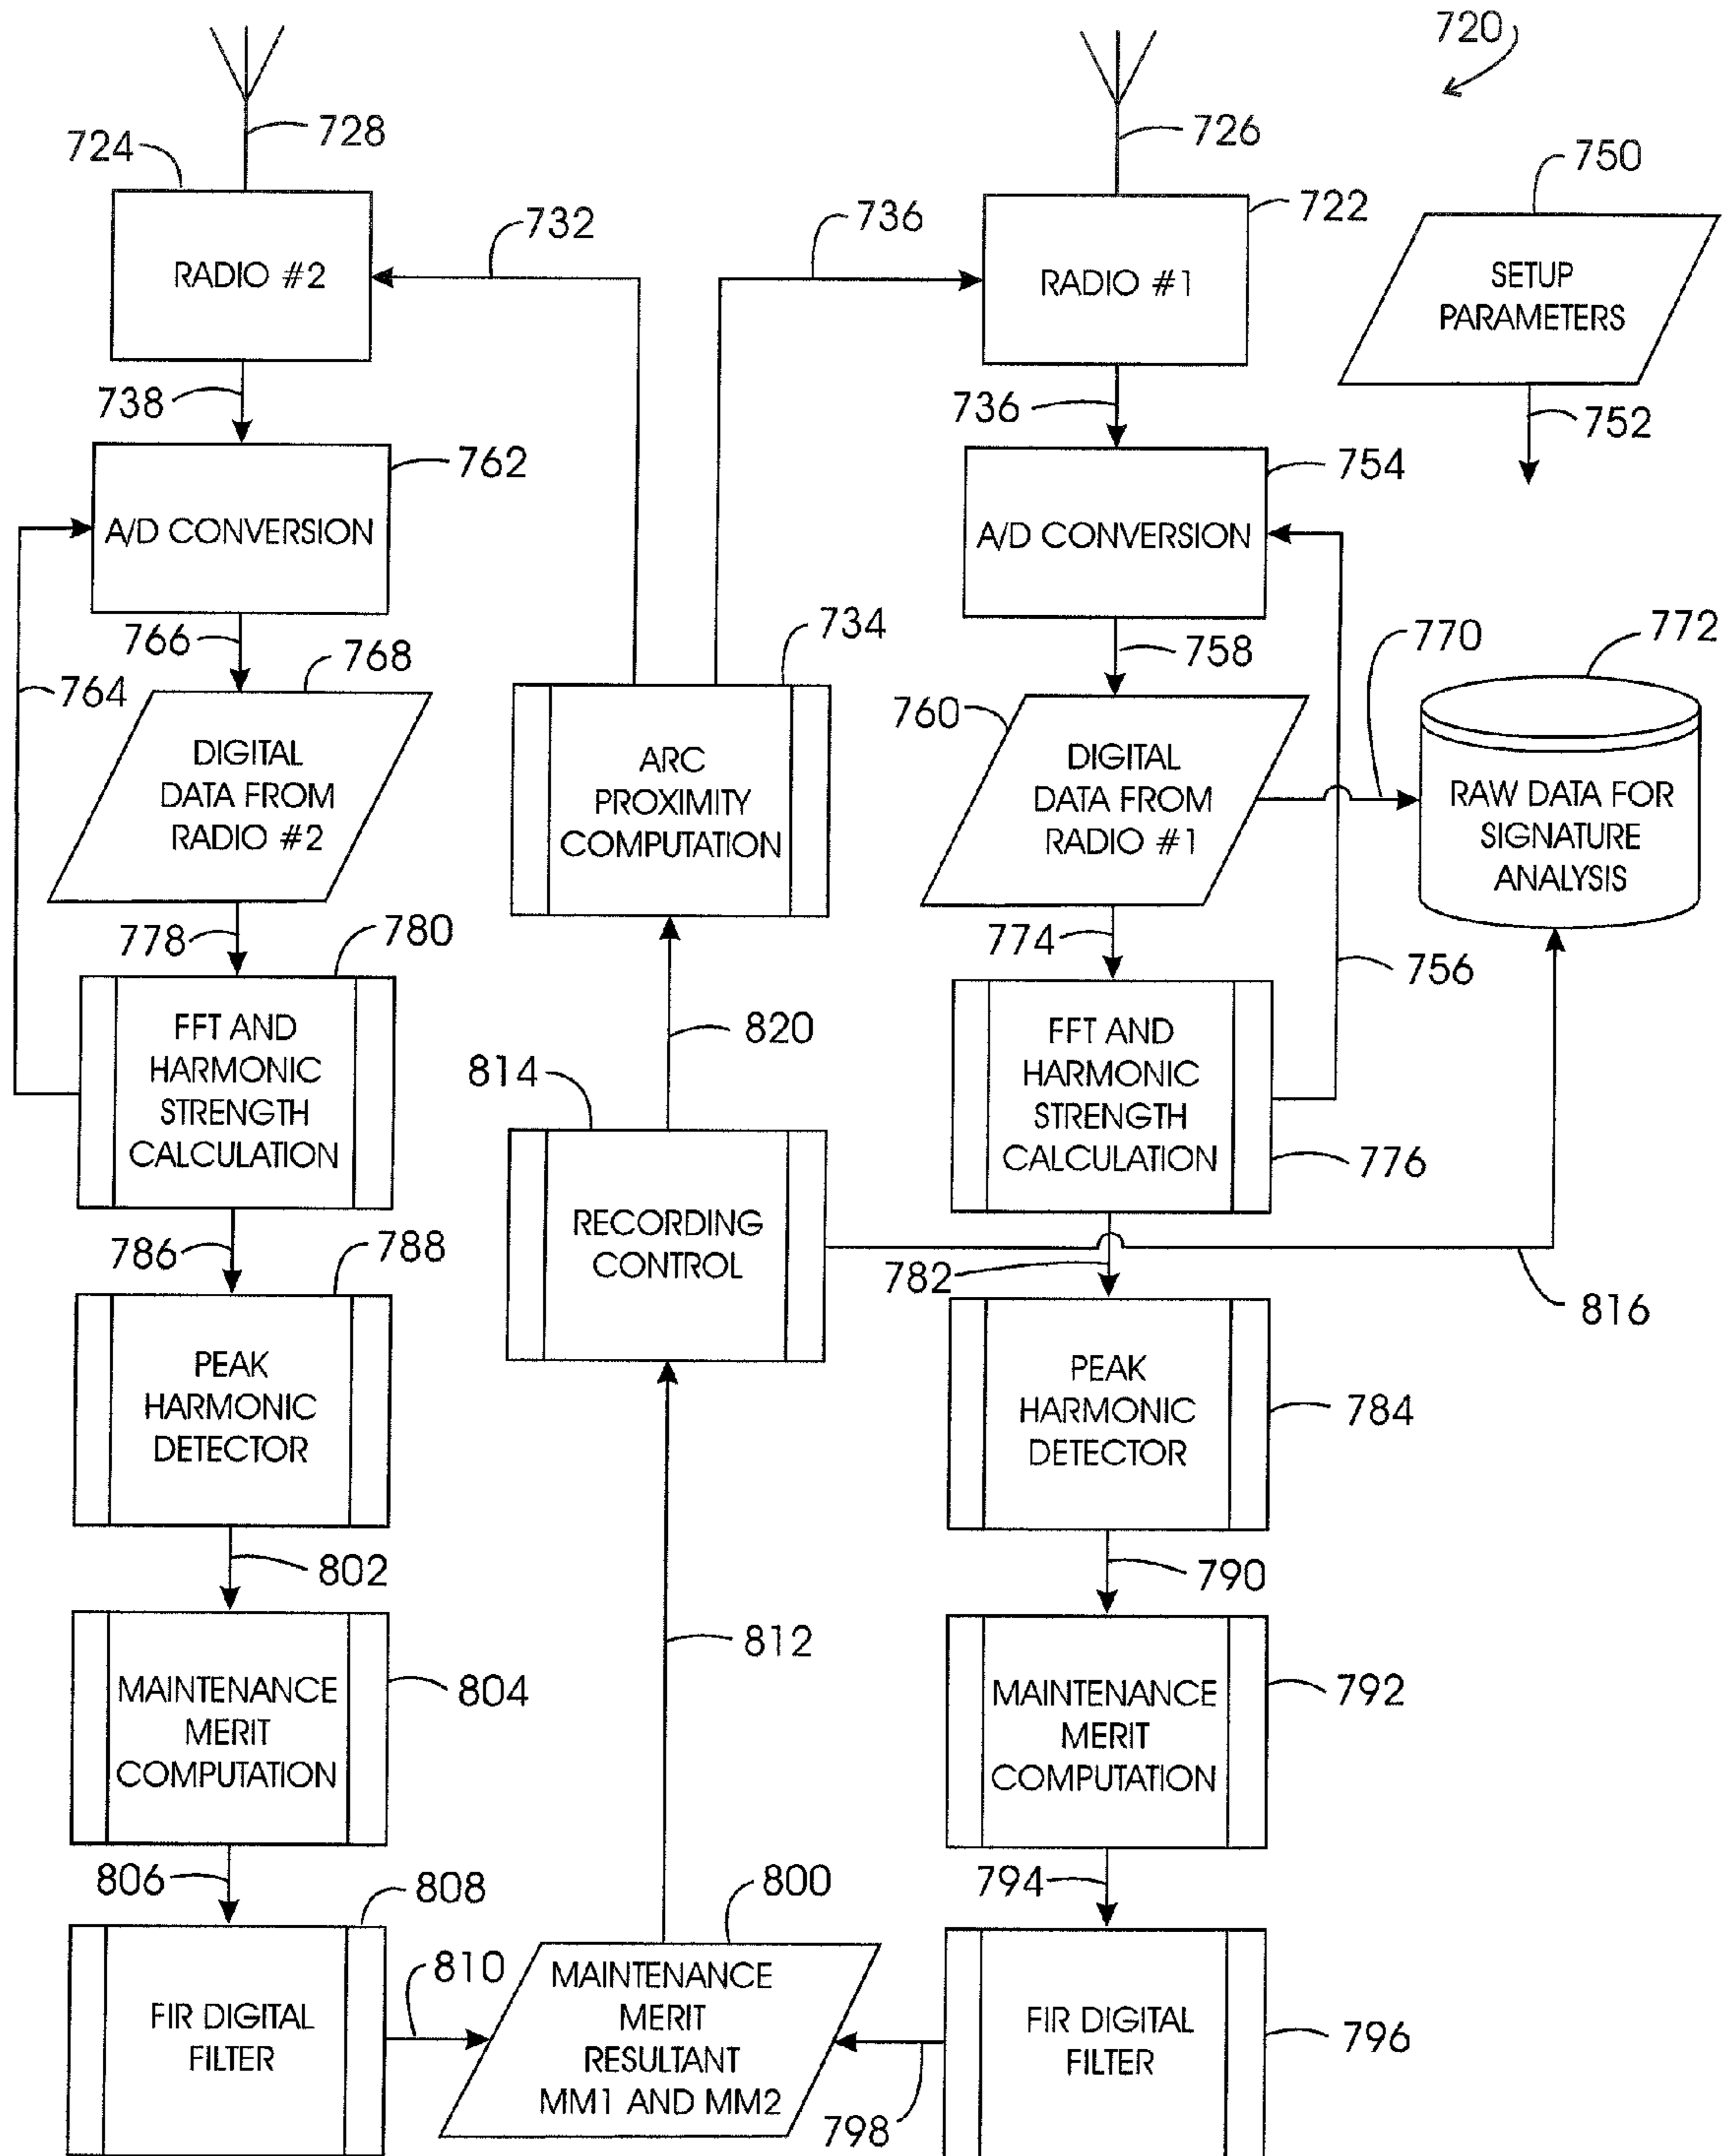 720
728
726
724
750
722
732
736
RADIO #2
RADIO #1
SETUP
PARAMETERS
738
736
752
762
754
A/D CONVERSION
A/D CONVERSION
766
768
734
758
770
772
764
760
DIGITAL
DATA FROM
RADIO #2
ARC
PROXIMITY
COMPUTATION
DIGITAL
DATA FROM
RADIO #1
RAW DATA FOR
SIGNATURE
ANALYSIS
778
780
774
756
FFT AND
HARMONIC
STRENGTH
CALCULATION
820
814
FFT AND
HARMONIC
STRENGTH
CALCULATION
776
RECORDING
CONTROL
786
788
782
816
PEAK
HARMONIC
DETECTOR
PEAK
HARMONIC
DETECTOR
784
802
790
812
MAINTENANCE
MERIT
COMPUTATION
804
MAINTENANCE
MERIT
COMPUTATION
792
806
808
800
794
810
FIR DIGITAL
FILTER
MAINTENANCE
MERIT
RESULTANT
MM1 AND MM2
FIR DIGITAL
FILTER
796
798